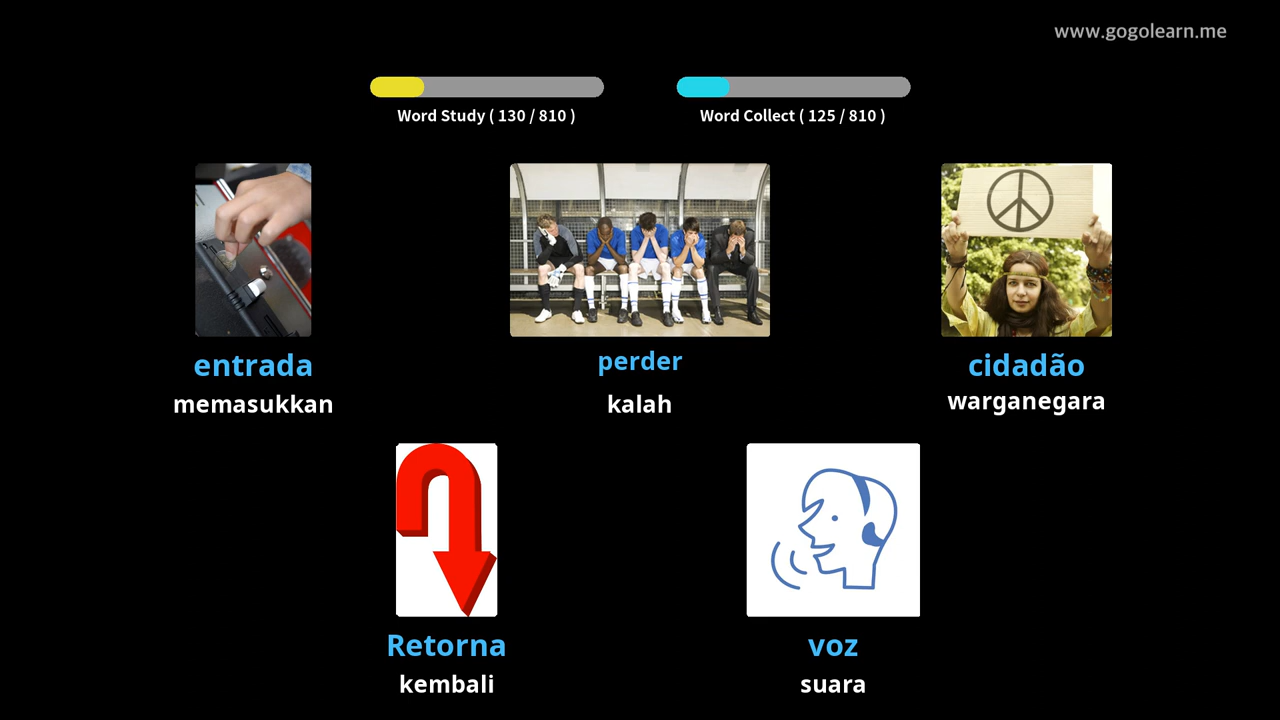 www.gogolearn.me
Word Study ( 130 / 810 )
Word Collect ( 125 / 810 )
entrada
memasukkan
perder
kalah
cidadão
warganegara
Retorna
kembali
voz
suara